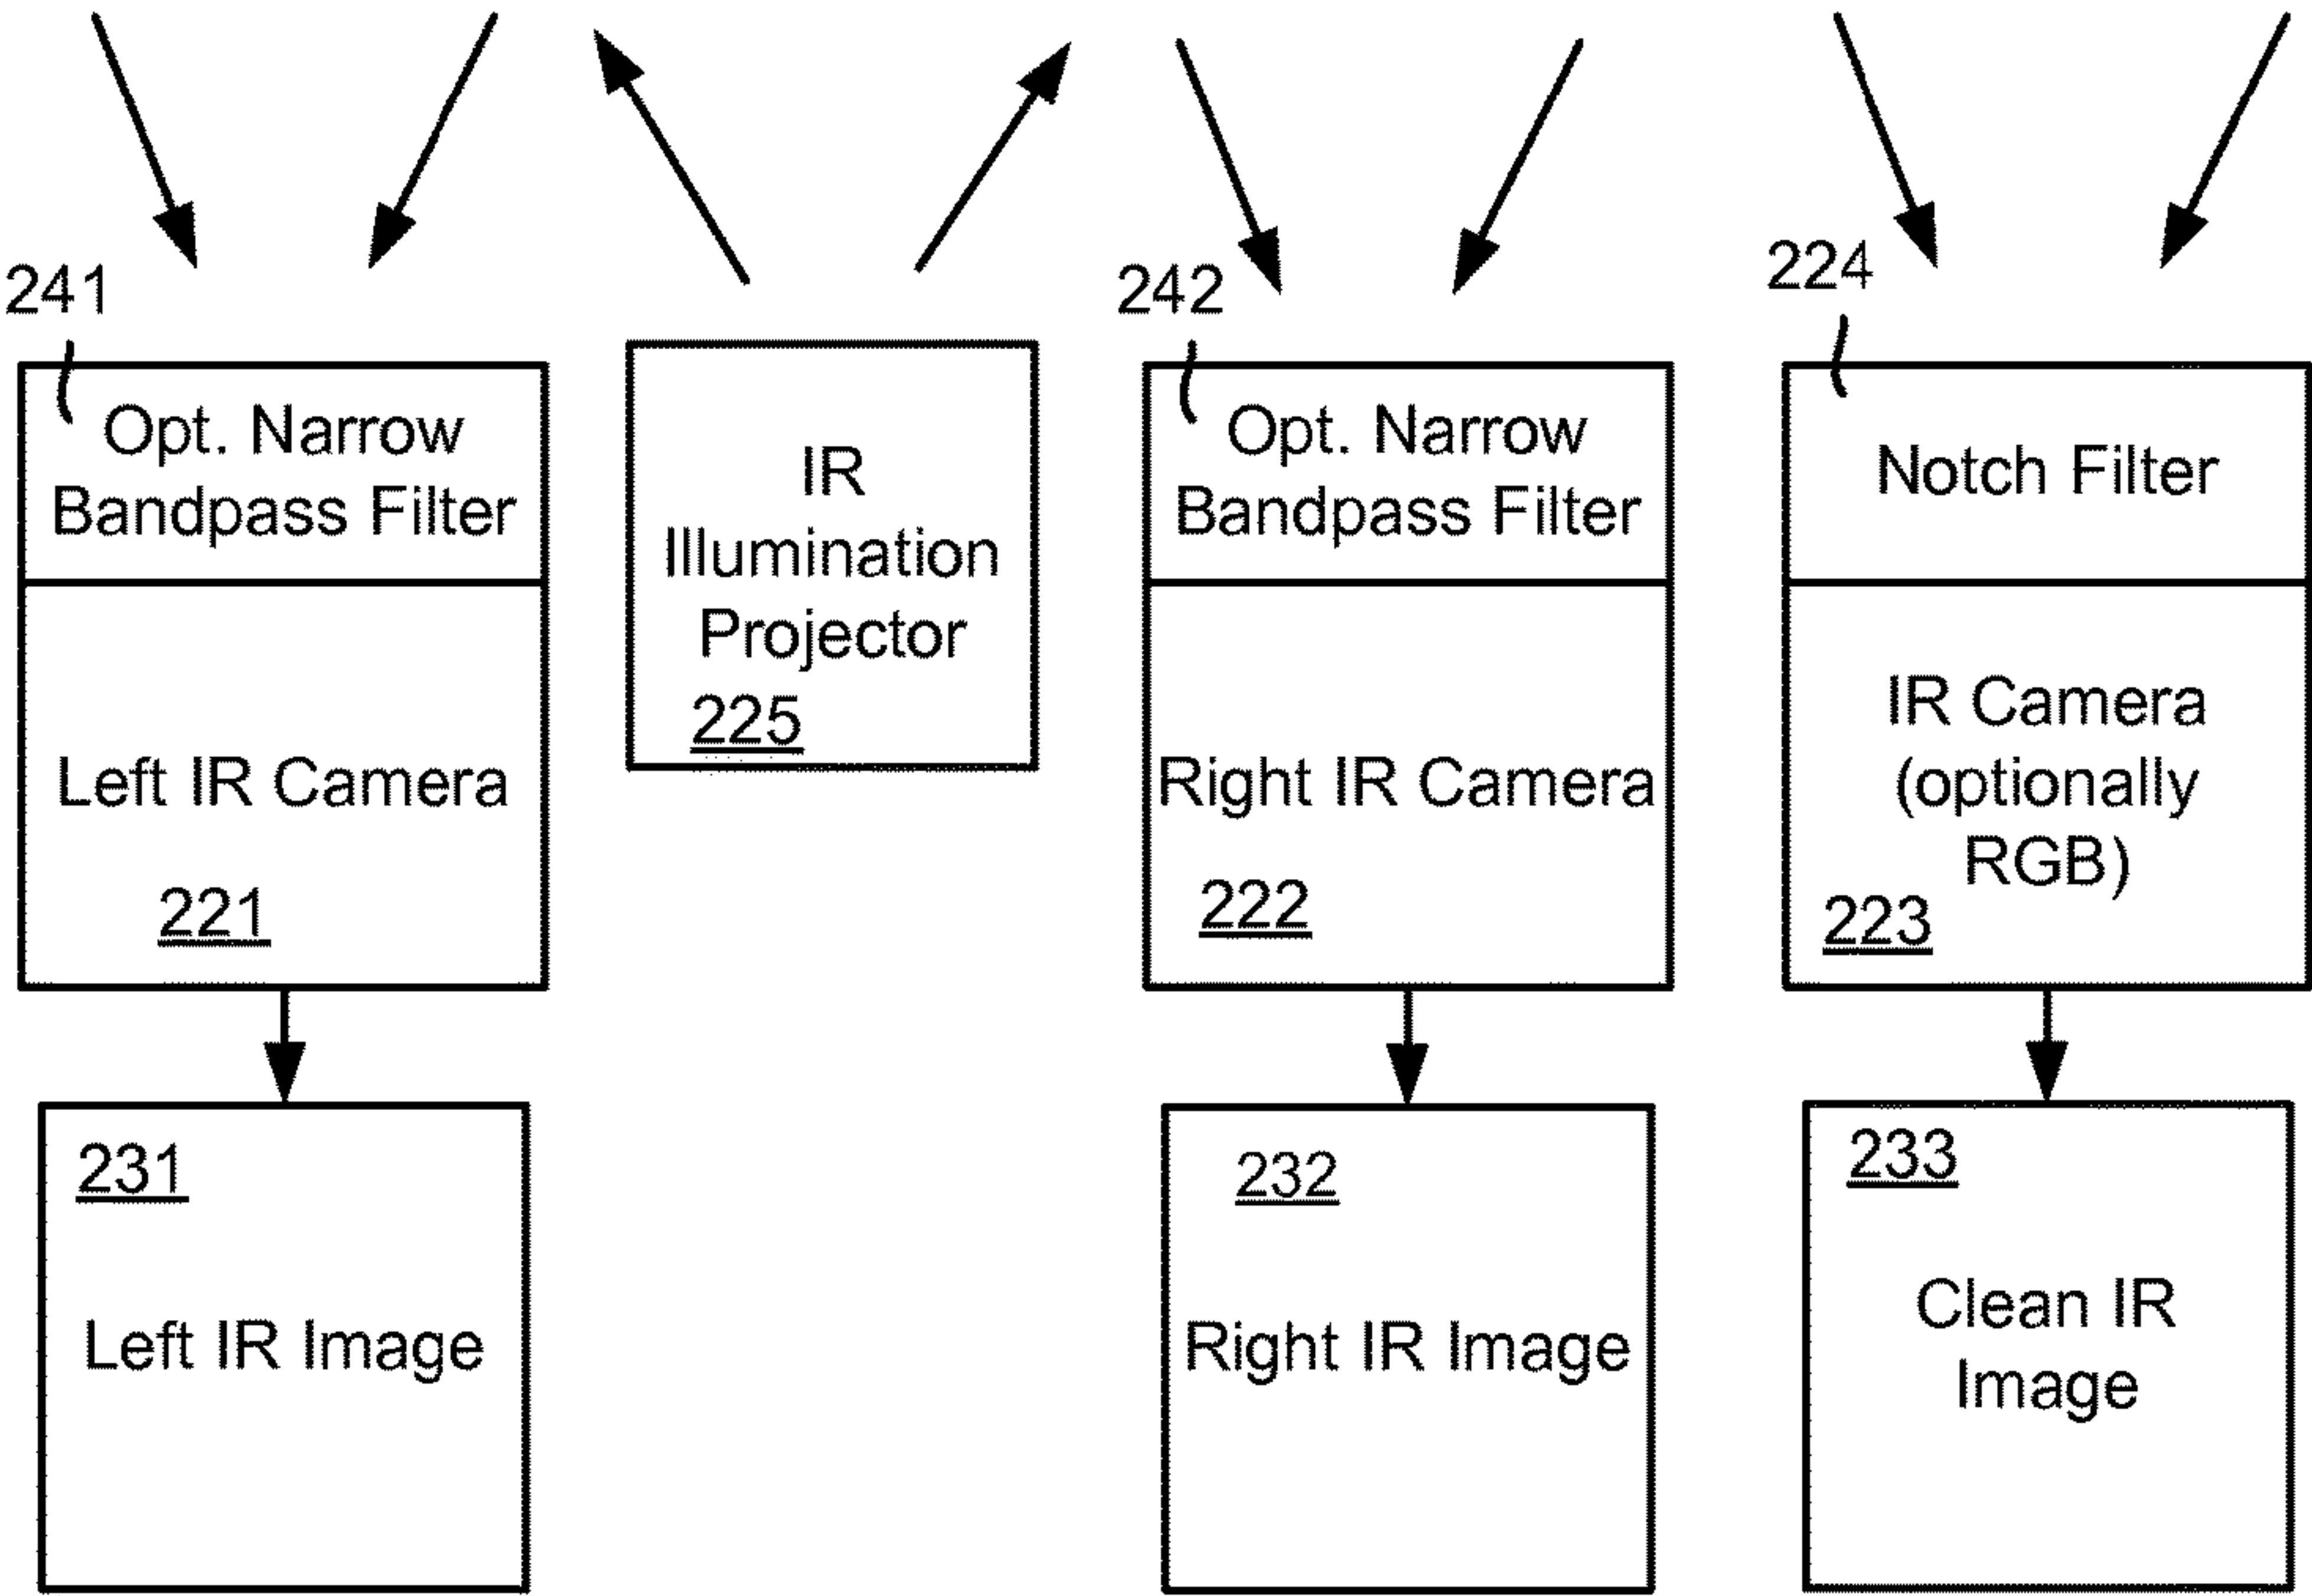 241
Opt. Narrow
Bandpass Filter
Left IR Camera
221
231
Left IR Image
IR
Illumination
Projector
225
242
Opt. Narrow
Bandpass Filter
Right IR Camera
222
232
Right IR Image
224
Notch Filter
IR Camera
(optionally
RGB)
223
233
Clean IR
Image